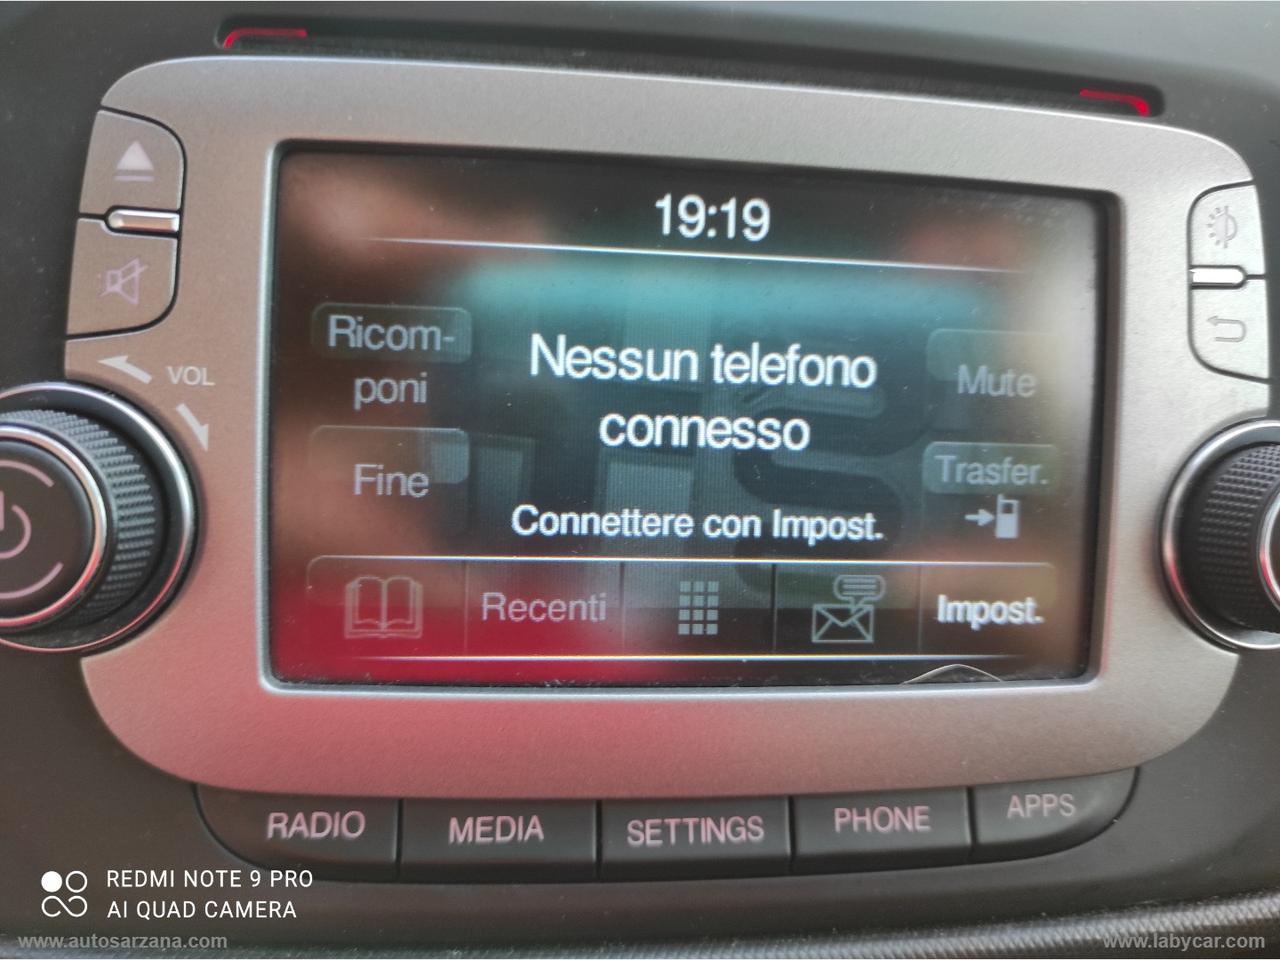 19:19
Ricom-
poni
Nessun telefono
connesso
Mute
Fine
Trasfer.
Connettere con Impost.
Recenti
Impost.
VOL
RADIO
MEDIA
SETTINGS
PHONE
APPS
REDMI NOTE 9 PRO
AI QUAD CAMERA
www.autosarzana.com
www.labycar.com